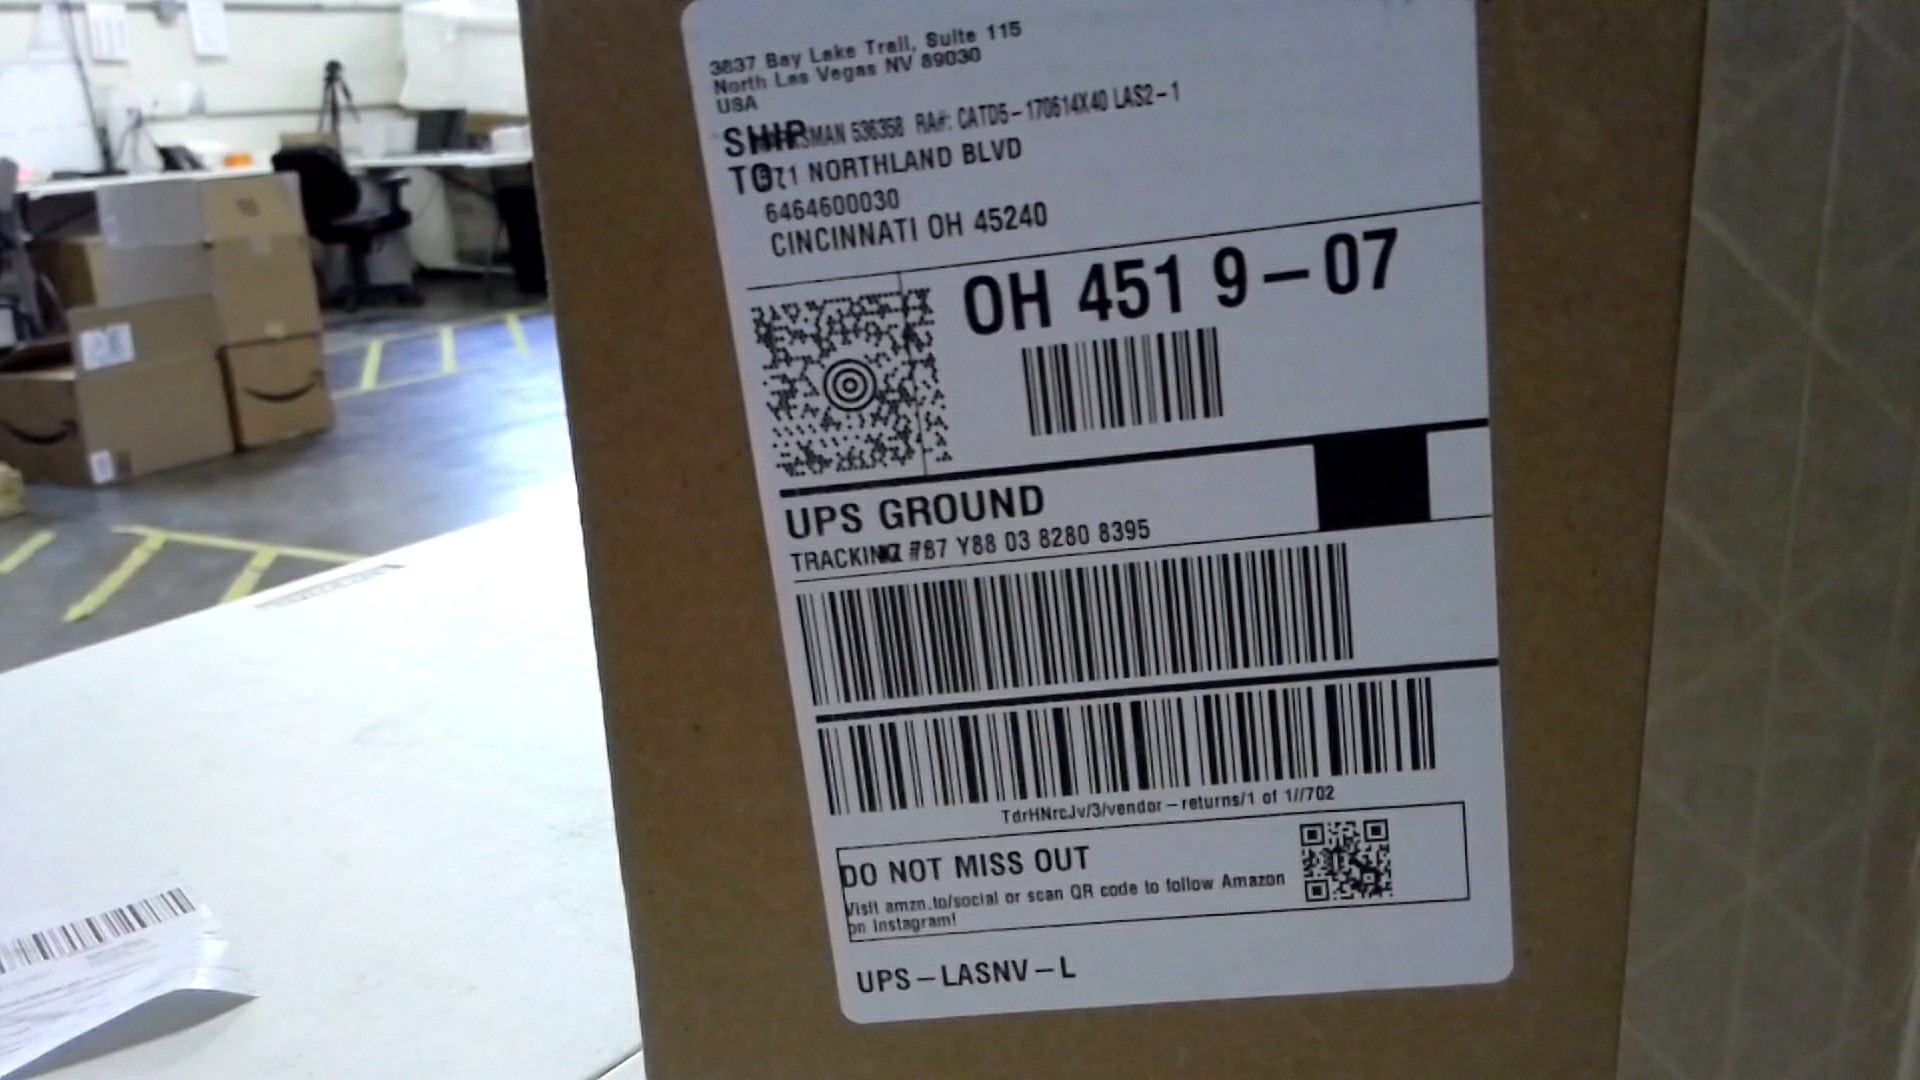 3837 Bay Lake Trail, Suite 115
North Las Vegas NV 89030
USA
SHIP
TO
SMAN 536358 RA#: CATD5-170614X40 LAS2-1
NORTHLAND BLVD
6464600030
CINCINNATI OH 45240
OH 451 9-07
UPS GROUND
TRACKING #: Y88 03 8280 8395
TdrHNrcJv/3/vendor-returns/1 of 1//702
DO NOT MISS OUT
Visit amzn.to/social or scan QR code to follow Amazon
on Instagram!
UPS-LASNV-L